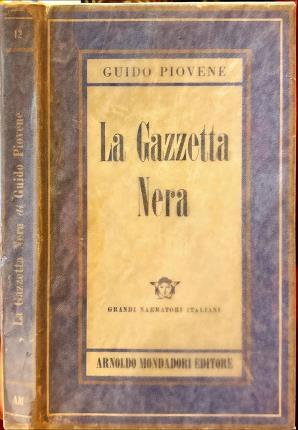 12
La Gazzetta Nera di Guido Piovene
AM
GUIDO PIOVENE
La Gazzetta
Nera
GRANDI NARRATORI ITALIANI
ARNOLDO MONDADORI EDITORE